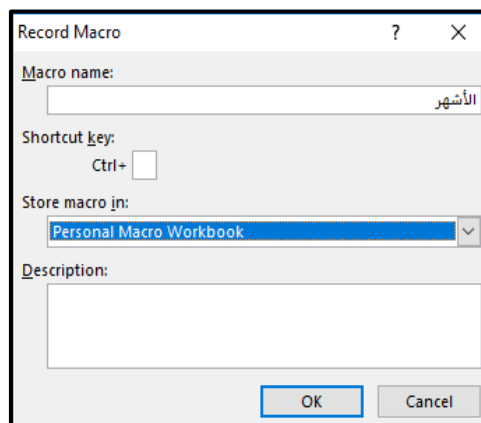 Record Macro ?
Macro name:
الأشهر
Shortcut key:
Ctrl+
Store macro in:
Personal Macro Workbook
Description:
OK Cancel